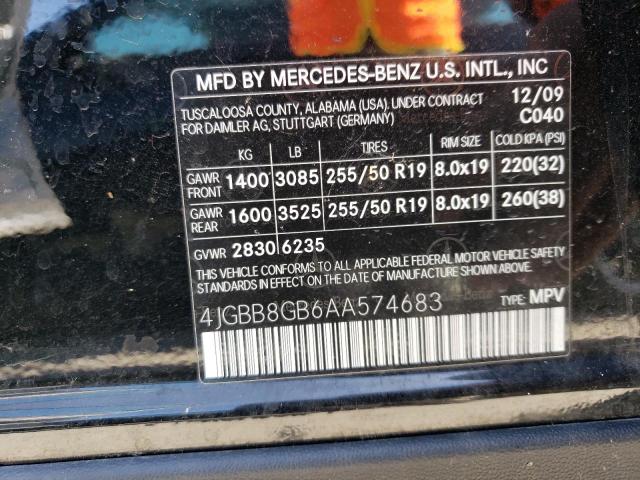 MFD BY MERCEDES-BENZ U.S. INTL., INC
TUSCALOOSA COUNTY, ALABAMA (USA). UNDER CONTRACT 12/09
FOR DAIMLER AG, STUTTGART (GERMANY) C040
KG LB TIRES RIM SIZE COLD KPA (PSI)
GAWR FRONT 1400 3085 255/50 R19 8.0x19 220(32)
GAWR REAR 1600 3525 255/50 R19 8.0x19 260(38)
GVWR 2830 6235
THIS VEHICLE CONFORMS TO ALL APPLICABLE FEDERAL MOTOR VEHICLE SAFETY
STANDARDS IN EFFECT ON THE DATE OF MANUFACTURE SHOWN ABOVE.
4JGBB8GB6AA574683 TYPE: MPV